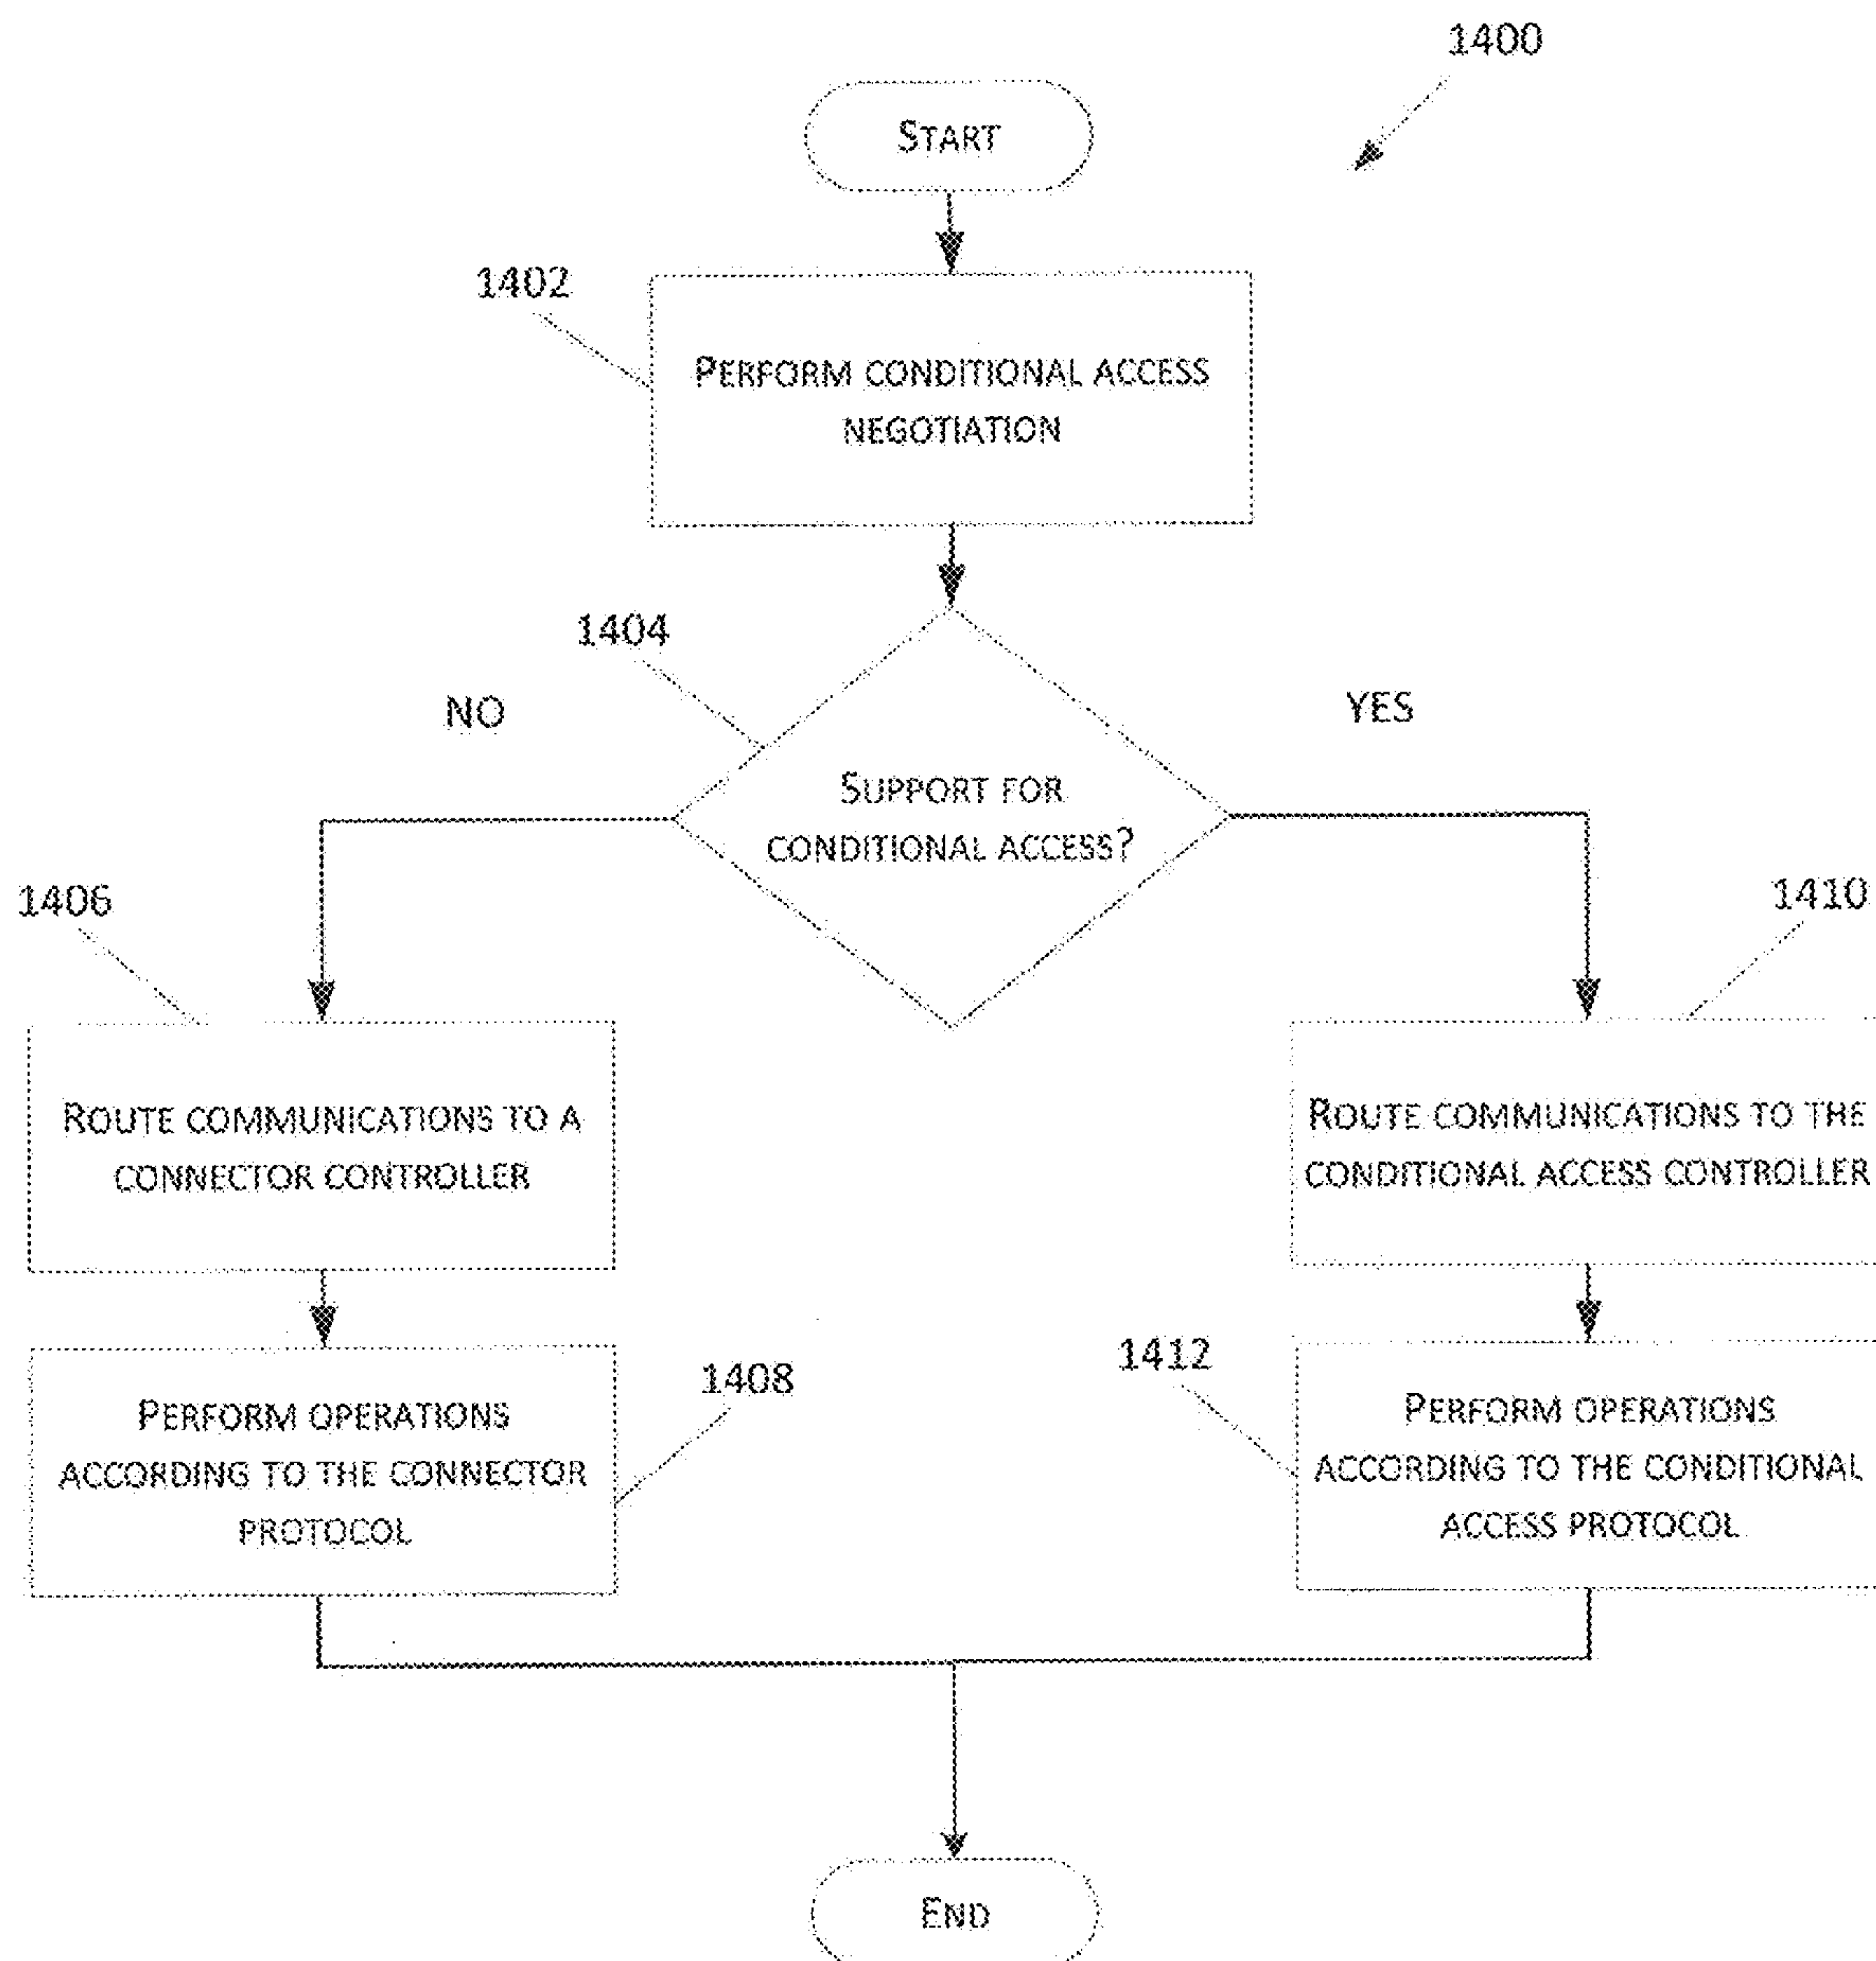 1400
START
1402
PERFORM CONDITIONAL ACCESS
NEGOTIATION
1404
NO
YES
SUPPORT FOR
CONDITIONAL ACCESS?
1406
1410
ROUTE COMMUNICATIONS TO A
CONNECTOR CONTROLLER
ROUTE COMMUNICATIONS TO THE
CONDITIONAL ACCESS CONTROLLER
1408
1412
PERFORM OPERATIONS
ACCORDING TO THE CONNECTOR
PROTOCOL
PERFORM OPERATIONS
ACCORDING TO THE CONDITIONAL
ACCESS PROTOCOL
END